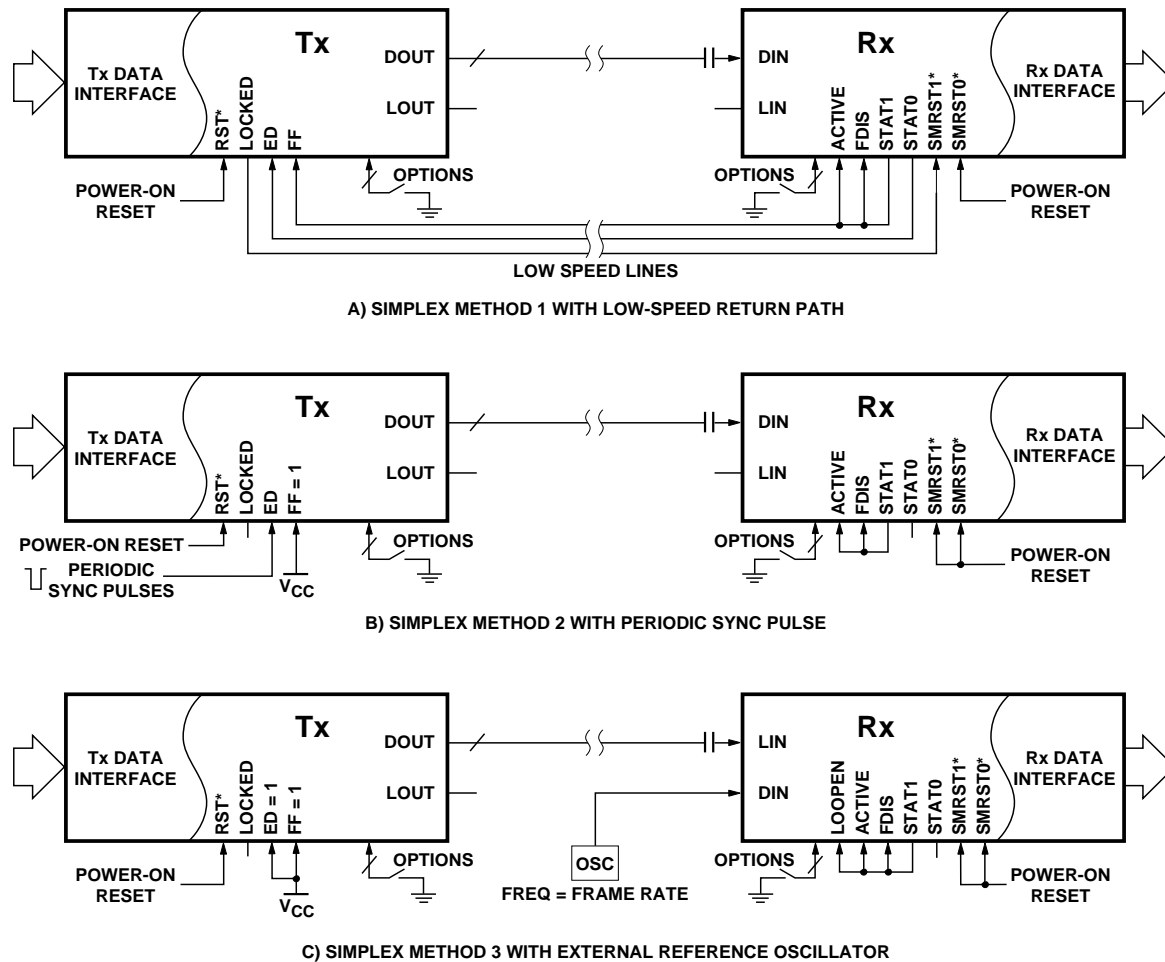 Tx
Rx
Tx DATA
INTERFACE
DOUT
LOUT
RST*
LOCKED
ED
FF
DIN
LIN
ACTIVE
FDIS
STAT1
STAT0
SMRST1*
SMRST0*
Rx DATA
INTERFACE
POWER-ON
RESET
OPTIONS
OPTIONS
POWER-ON
RESET
LOW SPEED LINES
A) SIMPLEX METHOD 1 WITH LOW-SPEED RETURN PATH
Tx
Rx
Tx DATA
INTERFACE
DOUT
LOUT
RST*
LOCKED
ED
FF = 1
DIN
LIN
ACTIVE
FDIS
STAT1
STAT0
SMRST1*
SMRST0*
Rx DATA
INTERFACE
POWER-ON RESET
PERIODIC
SYNC PULSES
VCC
OPTIONS
OPTIONS
POWER-ON
RESET
B) SIMPLEX METHOD 2 WITH PERIODIC SYNC PULSE
Tx
Rx
Tx DATA
INTERFACE
DOUT
LOUT
RST*
LOCKED
ED = 1
FF = 1
LIN
DIN
LOOPEN
ACTIVE
FDIS
STAT1
STAT0
SMRST1*
SMRST0*
Rx DATA
INTERFACE
POWER-ON
RESET
VCC
OPTIONS
OSC
FREQ = FRAME RATE
OPTIONS
POWER-ON
RESET
C) SIMPLEX METHOD 3 WITH EXTERNAL REFERENCE OSCILLATOR